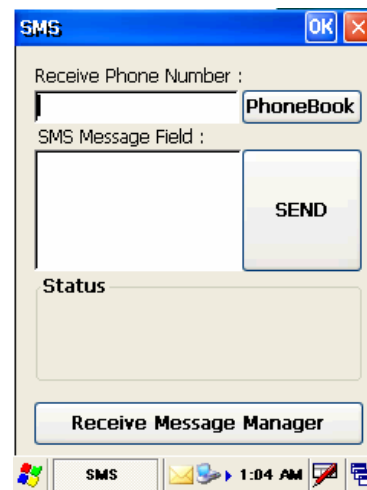 SMS OK
Receive Phone Number :
PhoneBook
SMS Message Field :
SEND
Status
Receive Message Manager
SMS 1:04 AM